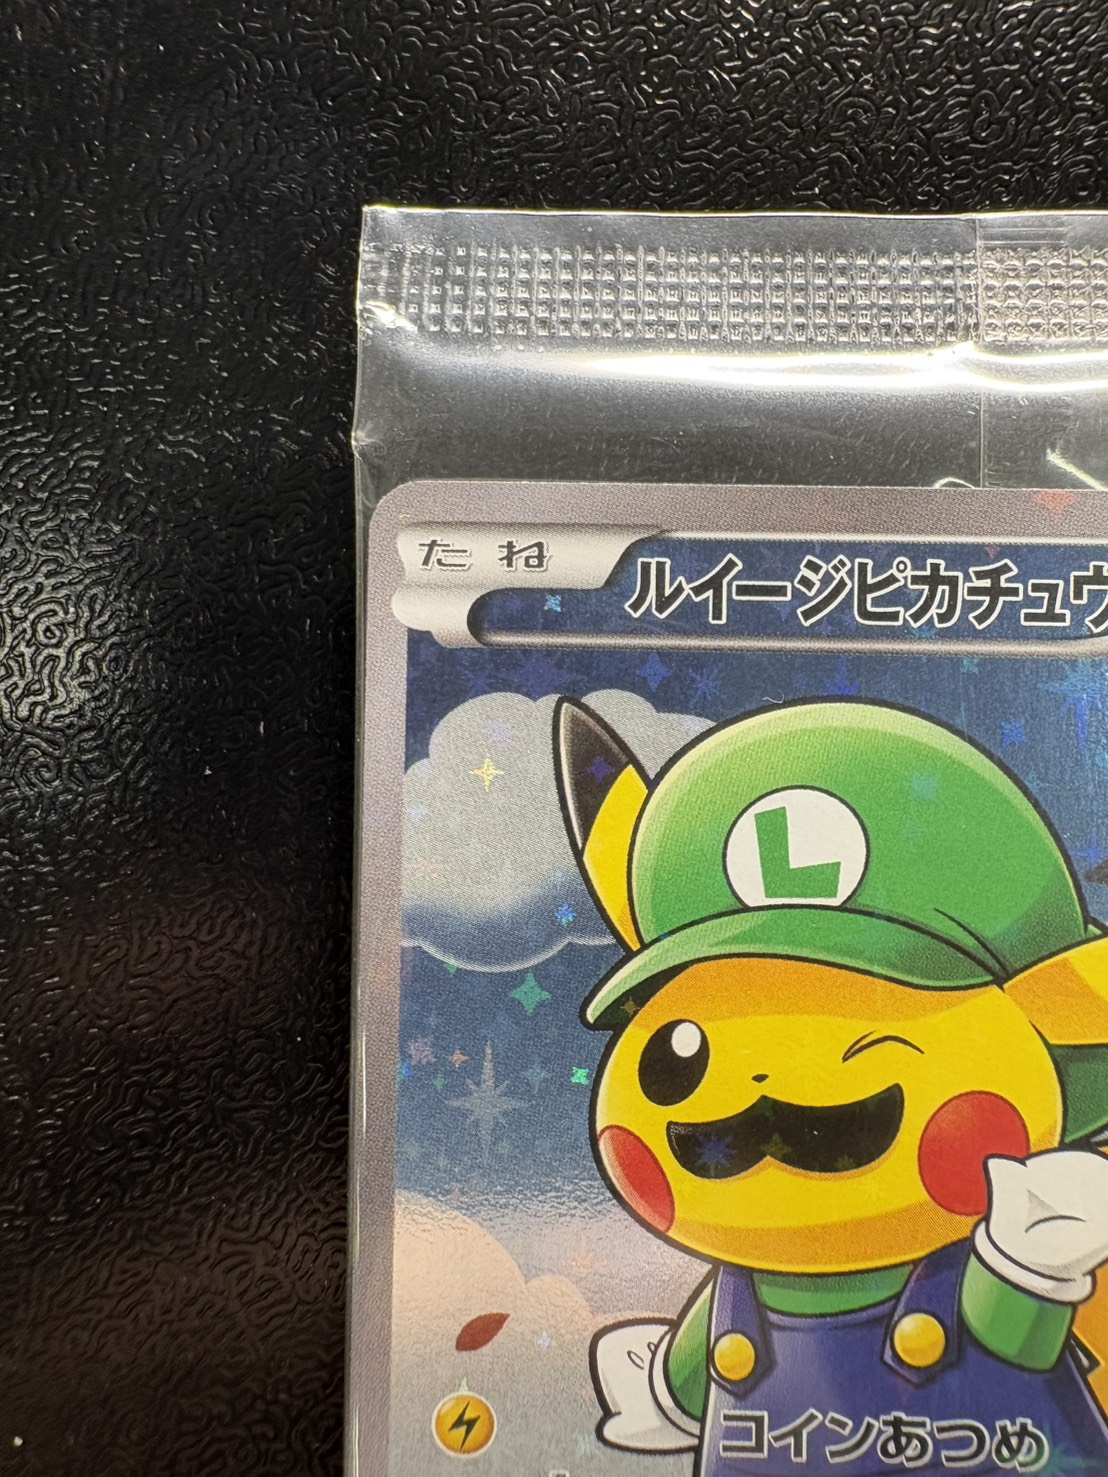 たね
ルイージピカチュウ
L
コインあつめ